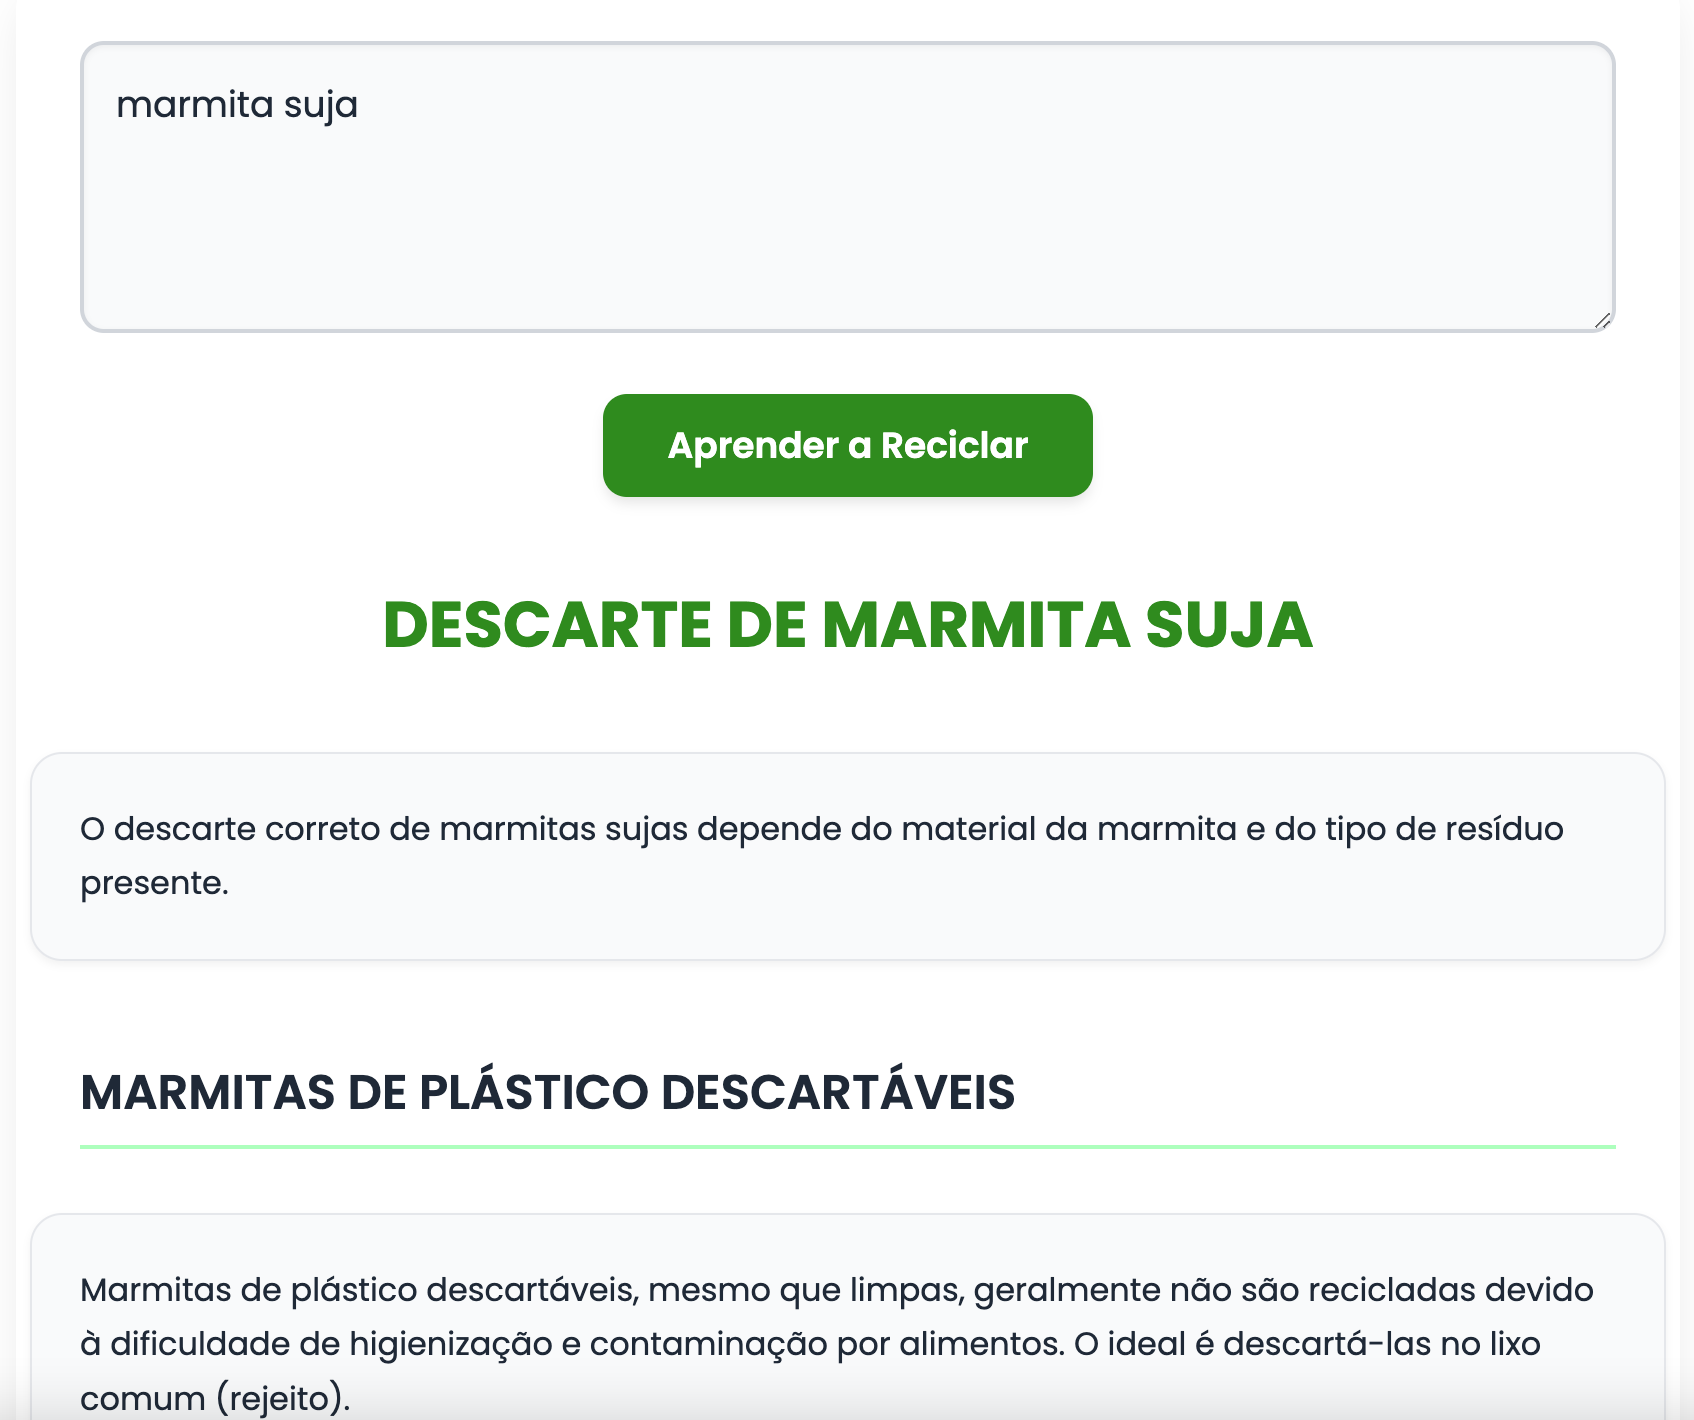 marmita suja
Aprender a Reciclar
DESCARTE DE MARMITA SUJA
O descarte correto de marmitas sujas depende do material da marmita e do tipo de resíduo
presente.
MARMITAS DE PLÁSTICO DESCARTÁVEIS
Marmitas de plástico descartáveis, mesmo que limpas, geralmente não são recicladas devido
à dificuldade de higienização e contaminação por alimentos. O ideal é descartá-las no lixo
comum (rejeito).